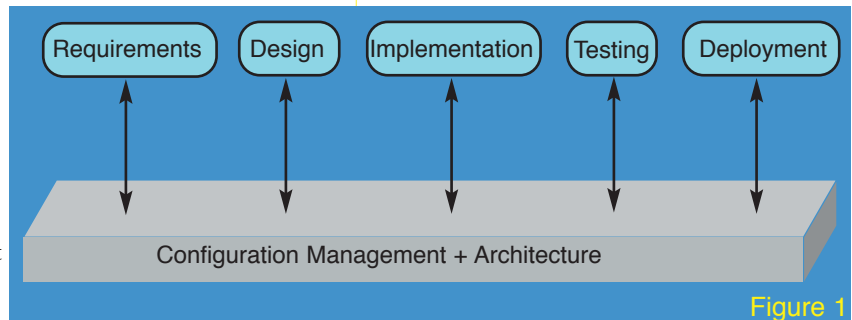 Requirements Design Implementation Testing Deployment
Configuration Management + Architecture
Figure 1